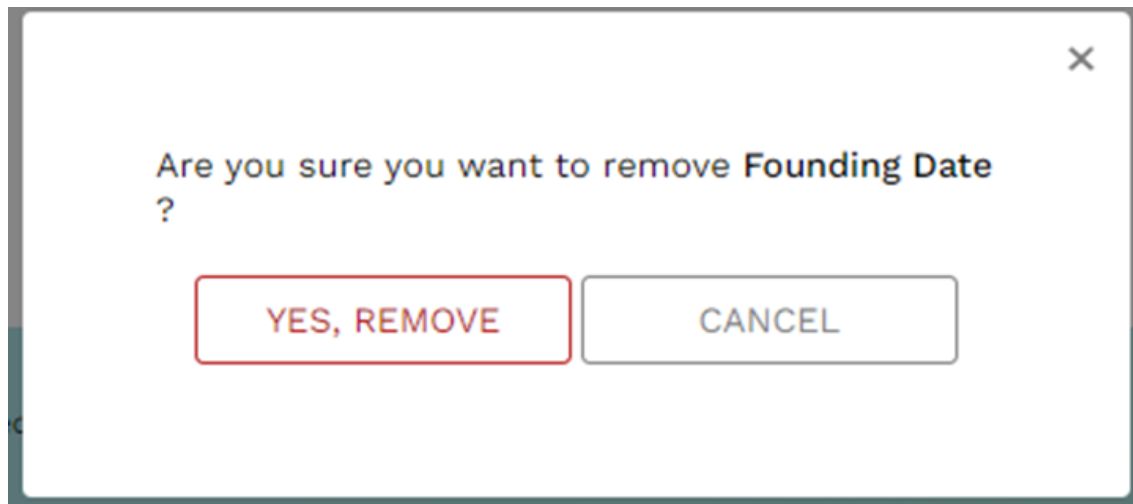 Are you sure you want to remove Founding Date
?
YES, REMOVE
CANCEL